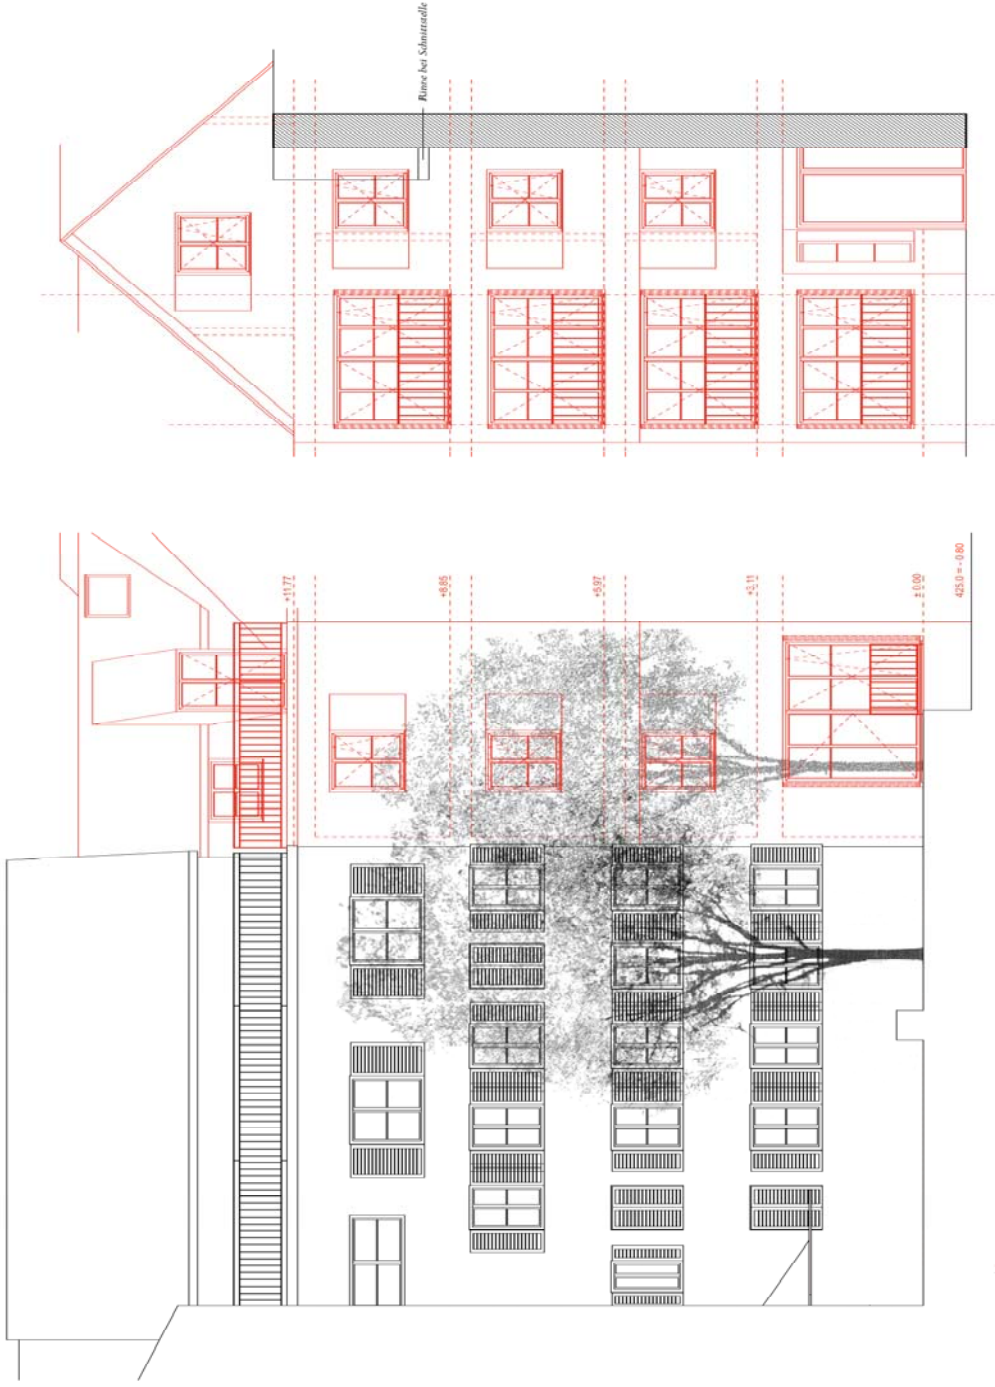 Rinne bei Schnittstelle
+11.77
+8.85
+5.97
+3.11
± 0.00
425.0 = - 0.80